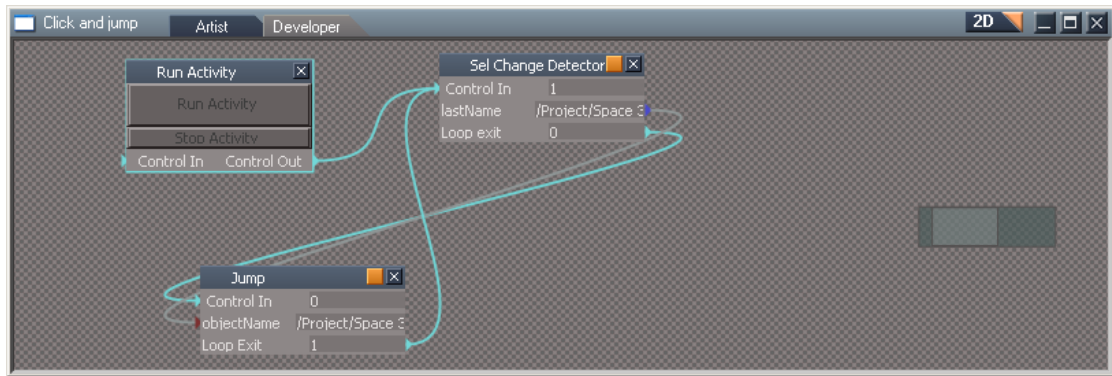 Click and jump
Artist
Developer
2D
Run Activity
Run Activity
Stop Activity
Control In Control Out
Sel Change Detector
Control In 1
lastName /Project/Space 3
Loop exit 0
Jump
Control In 0
objectName /Project/Space 3
Loop Exit 1